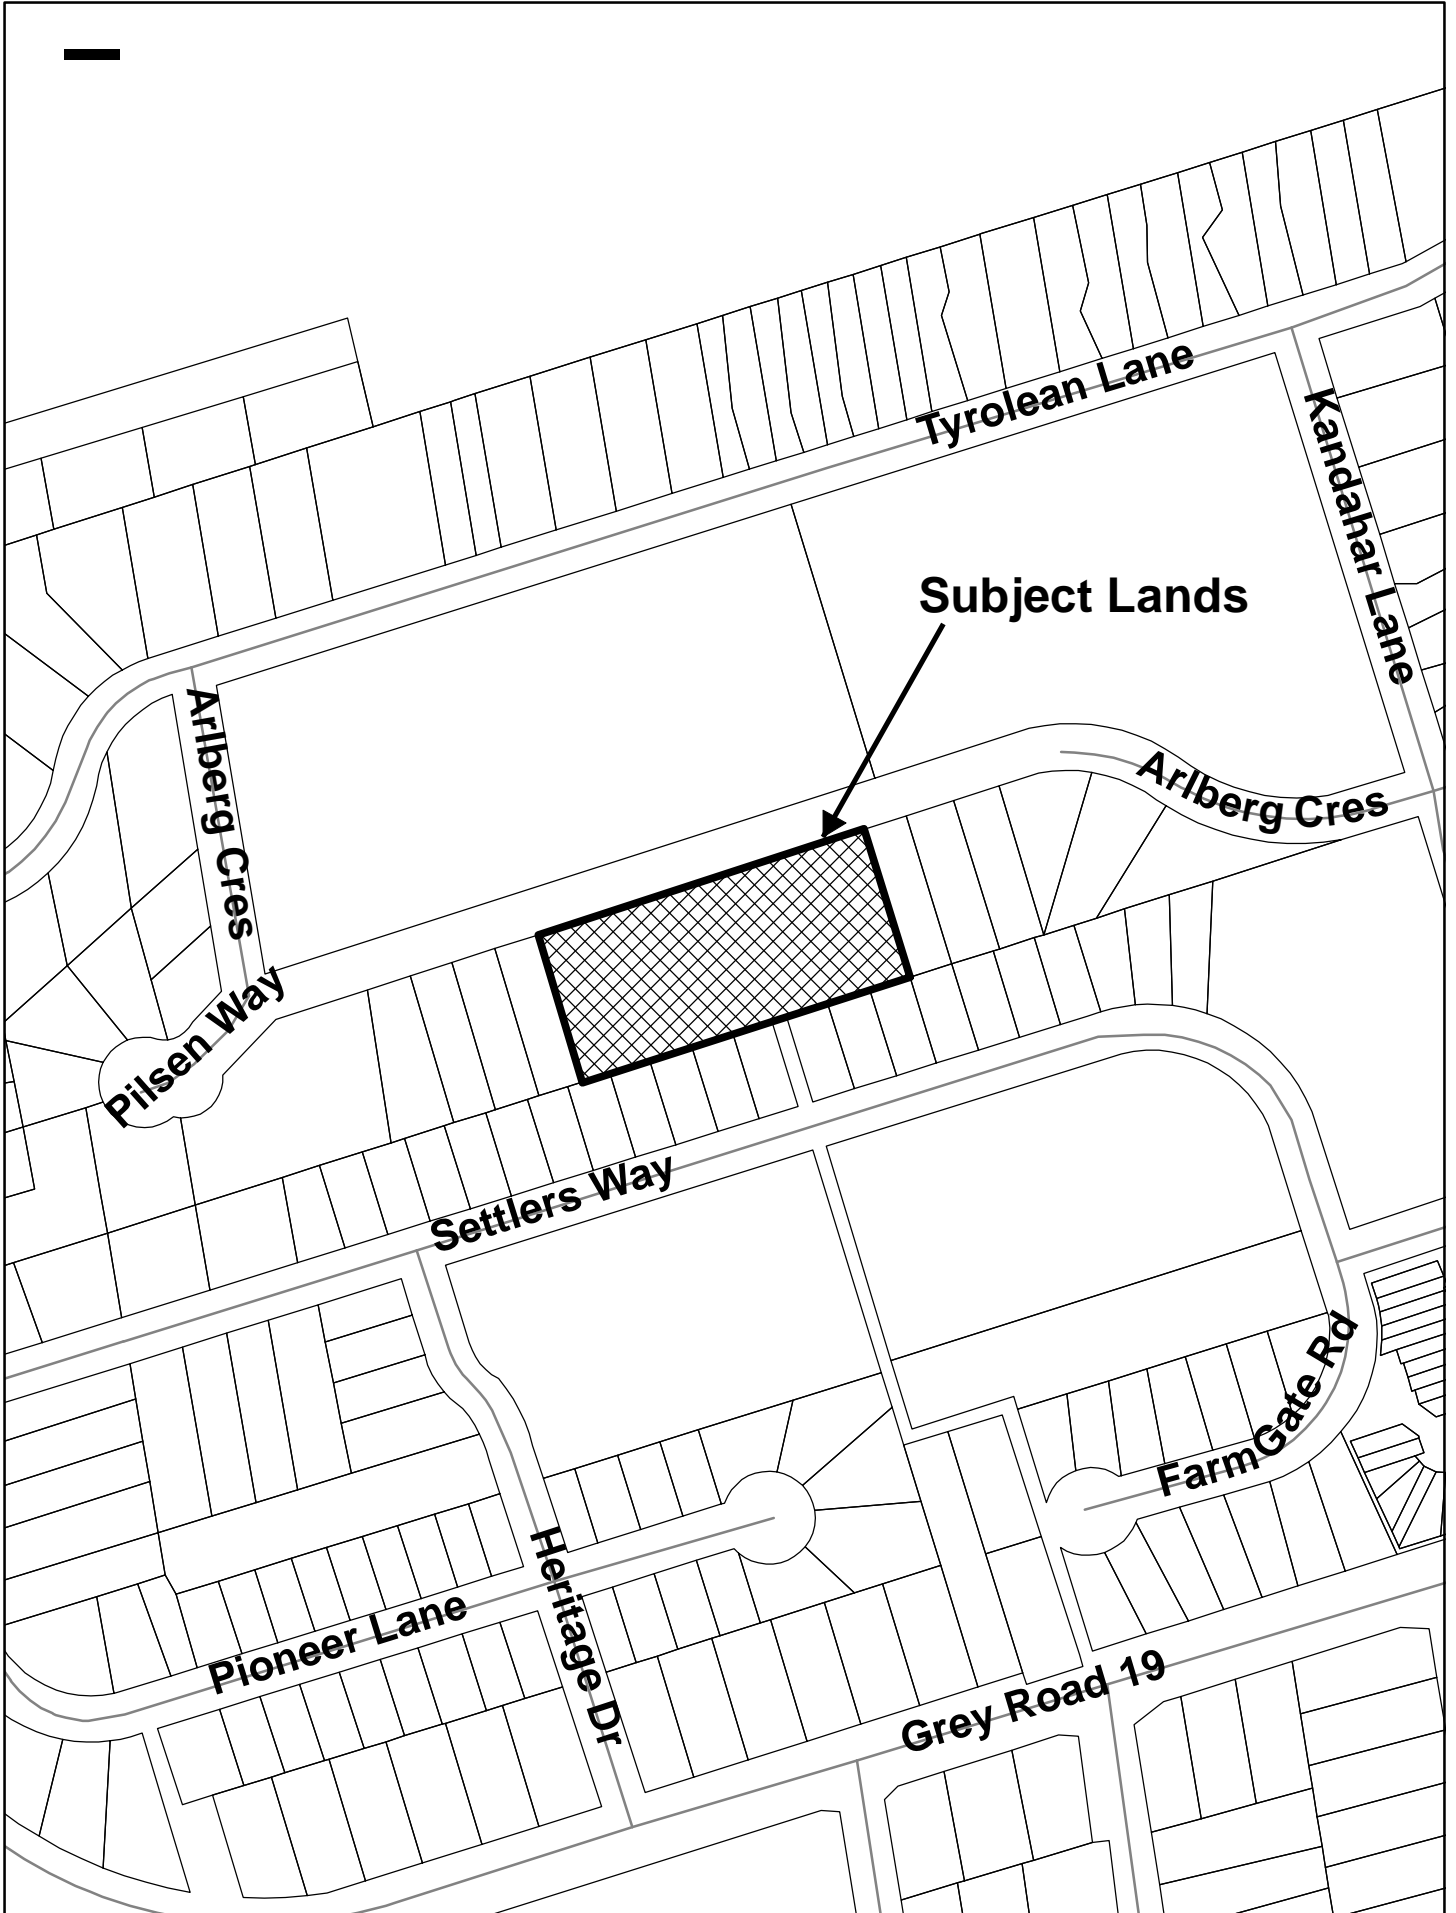 Tyrolean Lane
Kandahar Lane
Subject Lands
Arlberg Cres
Arlberg Cres
Pilsen Way
Settlers Way
FarmGate Rd
Heritage Dr
Pioneer Lane
Grey Road 19